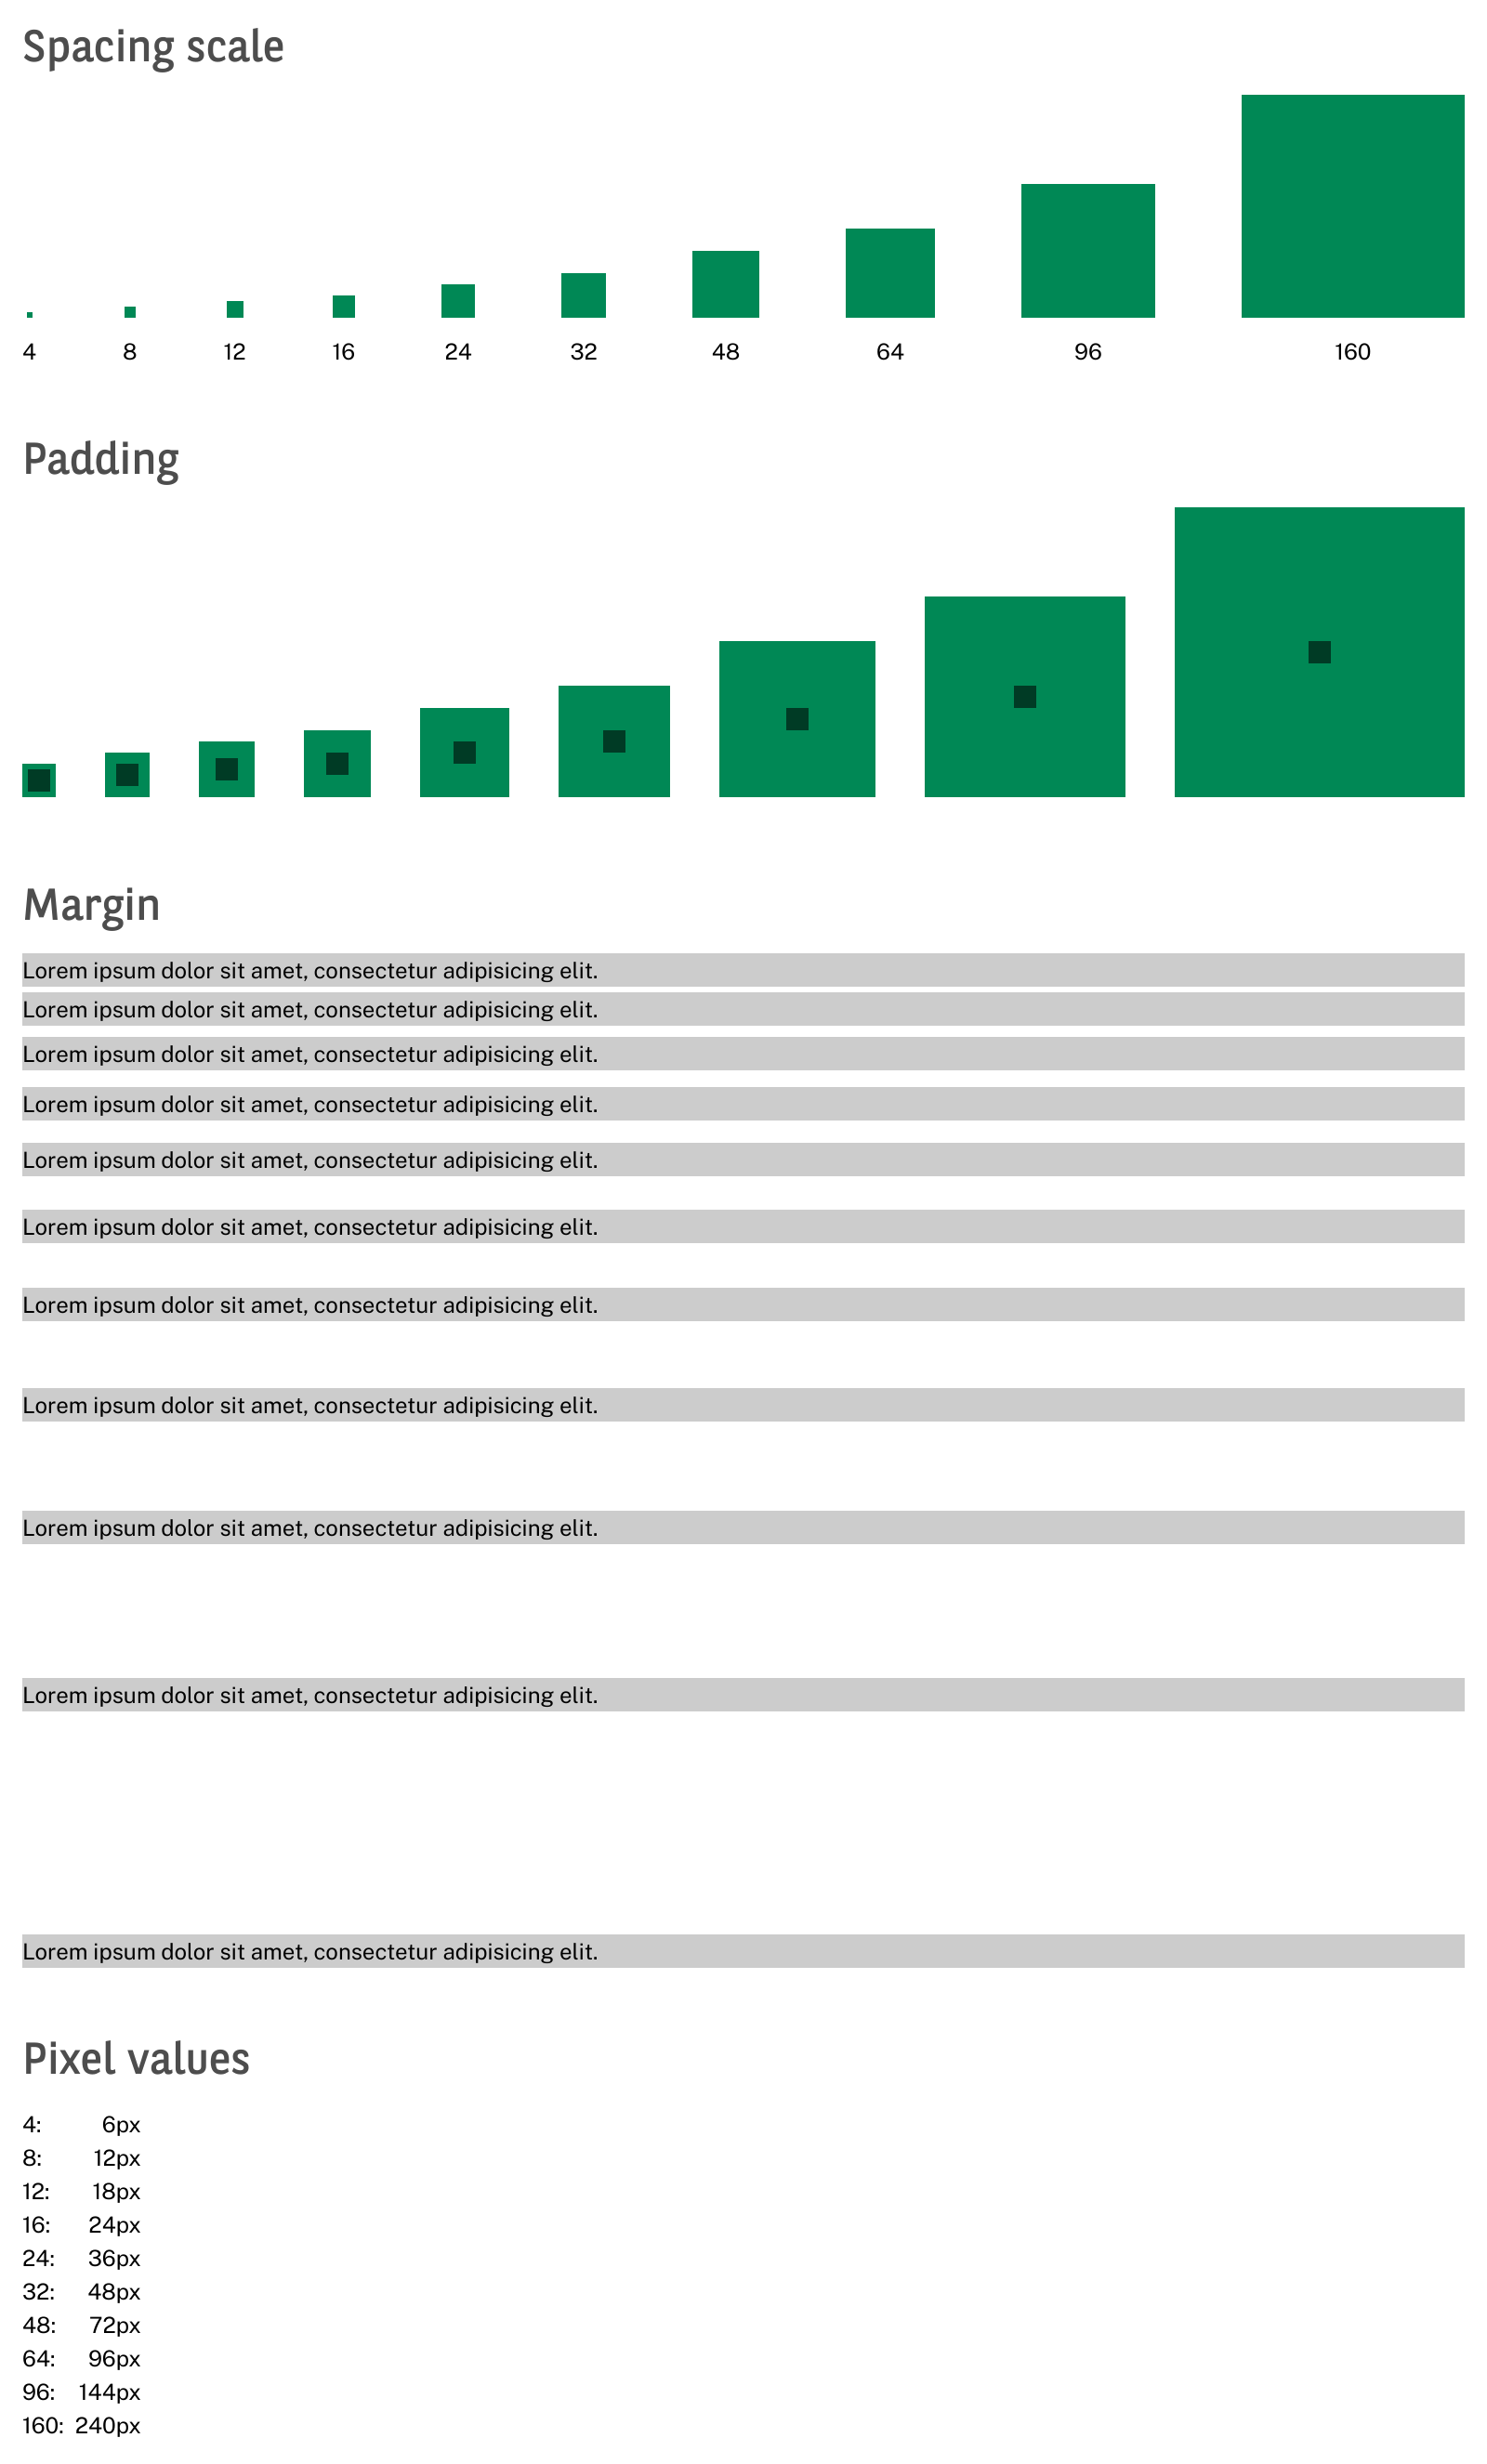 Spacing scale
4 8 12 16 24 32 48 64 96 160
Padding
Margin
Lorem ipsum dolor sit amet, consectetur adipisicing elit.
Lorem ipsum dolor sit amet, consectetur adipisicing elit.
Lorem ipsum dolor sit amet, consectetur adipisicing elit.
Lorem ipsum dolor sit amet, consectetur adipisicing elit.
Lorem ipsum dolor sit amet, consectetur adipisicing elit.
Lorem ipsum dolor sit amet, consectetur adipisicing elit.
Lorem ipsum dolor sit amet, consectetur adipisicing elit.
Lorem ipsum dolor sit amet, consectetur adipisicing elit.
Lorem ipsum dolor sit amet, consectetur adipisicing elit.
Lorem ipsum dolor sit amet, consectetur adipisicing elit.
Lorem ipsum dolor sit amet, consectetur adipisicing elit.
Pixel values
4: 6px
8: 12px
12: 18px
16: 24px
24: 36px
32: 48px
48: 72px
64: 96px
96: 144px
160: 240px